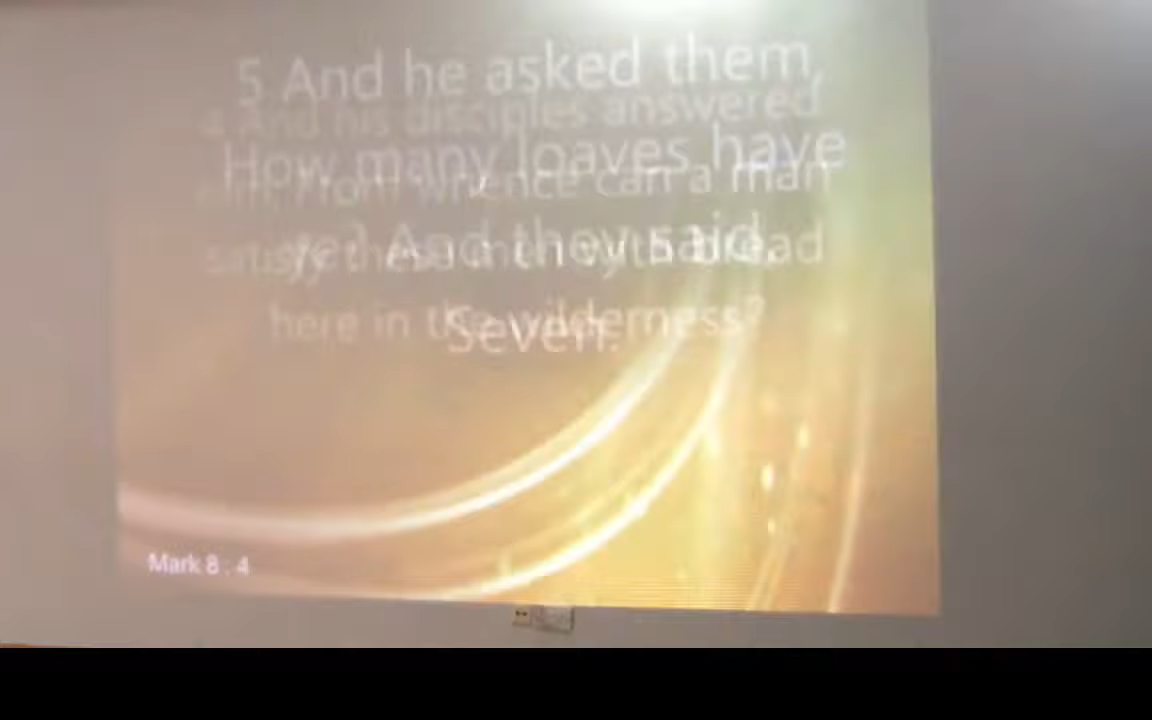 5 And he asked them,
How many loaves have
ye? And they said,
Seven.
4 And his disciples answered
him, From whence can a man
satisfy these men with bread
here in the wilderness?
Mark 8 : 4